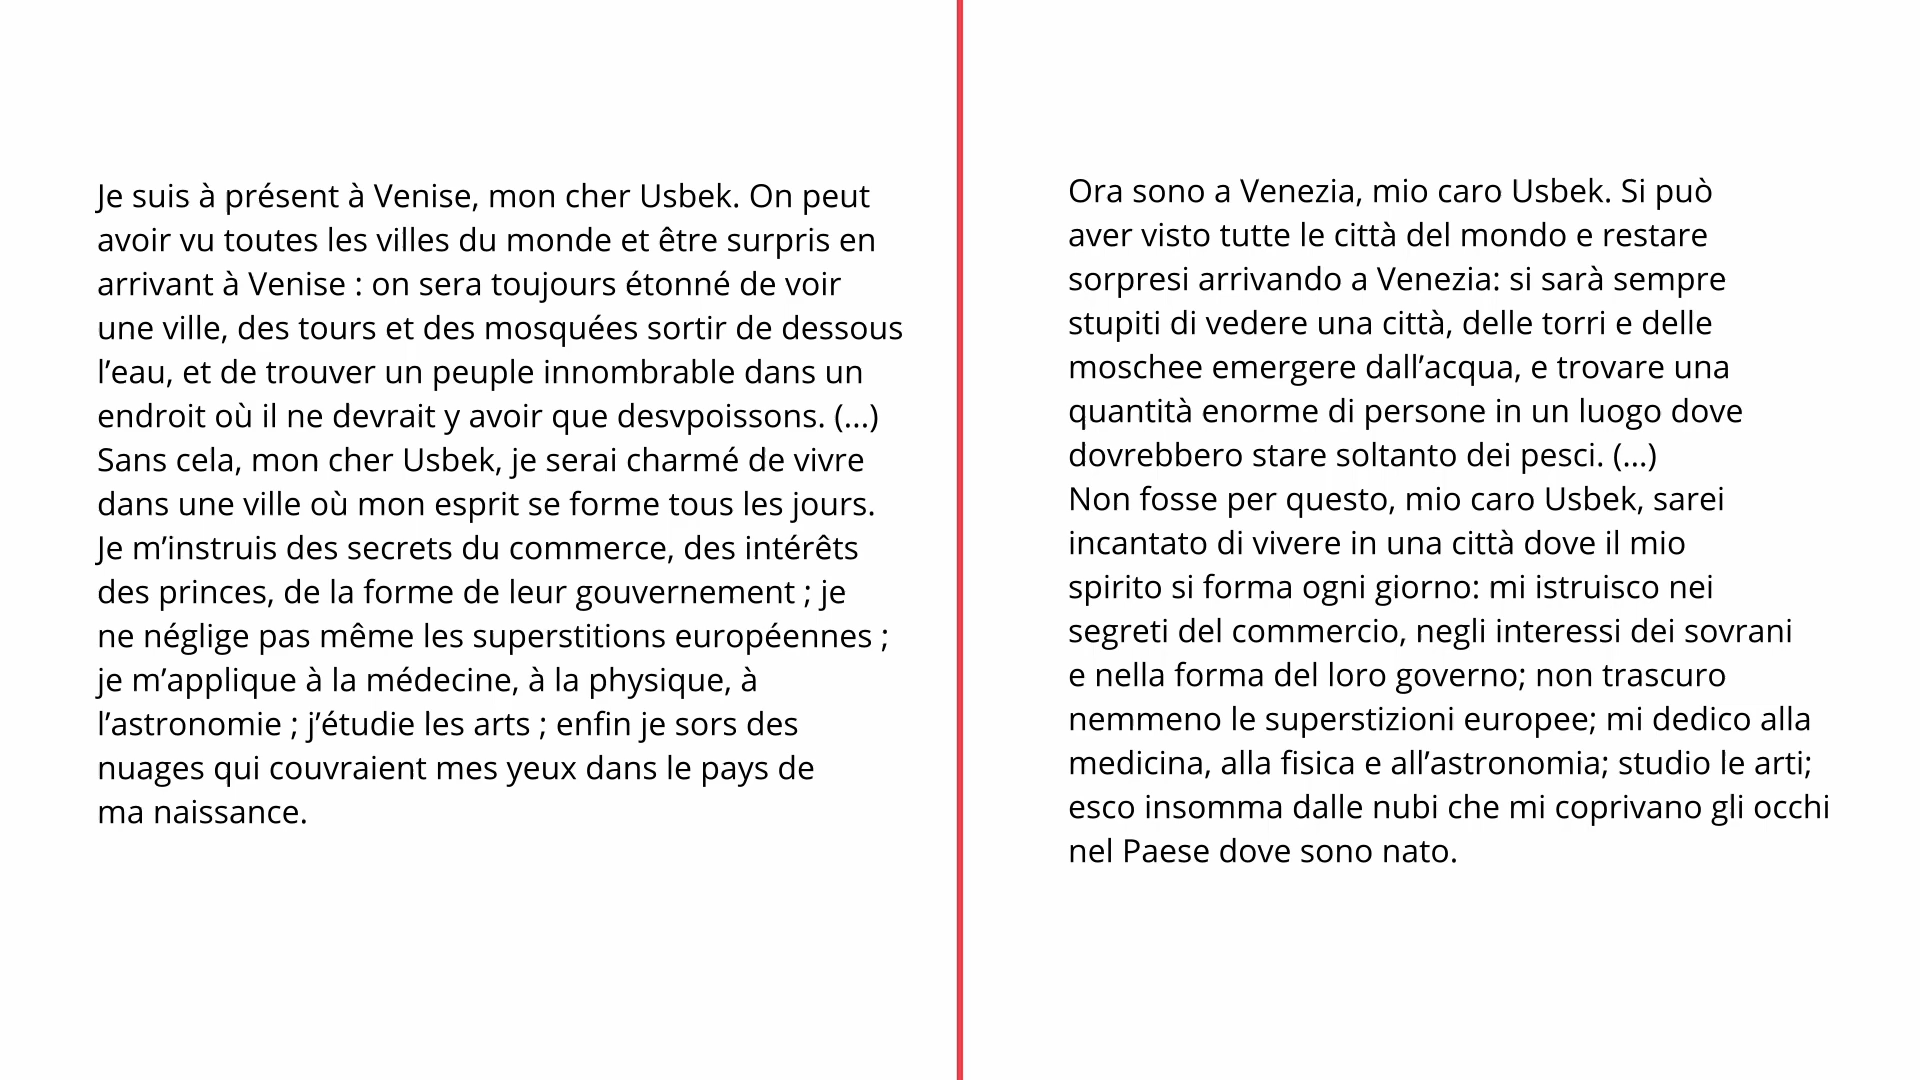 Je suis à présent à Venise, mon cher Usbek. On peut
avoir vu toutes les villes du monde et être surpris en
arrivant à Venise : on sera toujours étonné de voir
une ville, des tours et des mosquées sortir de dessous
l’eau, et de trouver un peuple innombrable dans un
endroit où il ne devrait y avoir que desvpoissons. (...)
Sans cela, mon cher Usbek, je serai charmé de vivre
dans une ville où mon esprit se forme tous les jours.
Je m’instruis des secrets du commerce, des intérêts
des princes, de la forme de leur gouvernement ; je
ne néglige pas même les superstitions européennes ;
je m’applique à la médecine, à la physique, à
l’astronomie ; j’étudie les arts ; enfin je sors des
nuages qui couvraient mes yeux dans le pays de
ma naissance.
Ora sono a Venezia, mio caro Usbek. Si può
aver visto tutte le città del mondo e restare
sorpresi arrivando a Venezia: si sarà sempre
stupiti di vedere una città, delle torri e delle
moschee emergere dall’acqua, e trovare una
quantità enorme di persone in un luogo dove
dovrebbero stare soltanto dei pesci. (...)
Non fosse per questo, mio caro Usbek, sarei
incantato di vivere in una città dove il mio
spirito si forma ogni giorno: mi istruisco nei
segreti del commercio, negli interessi dei sovrani
e nella forma del loro governo; non trascuro
nemmeno le superstizioni europee; mi dedico alla
medicina, alla fisica e all’astronomia; studio le arti;
esco insomma dalle nubi che mi coprivano gli occhi
nel Paese dove sono nato.